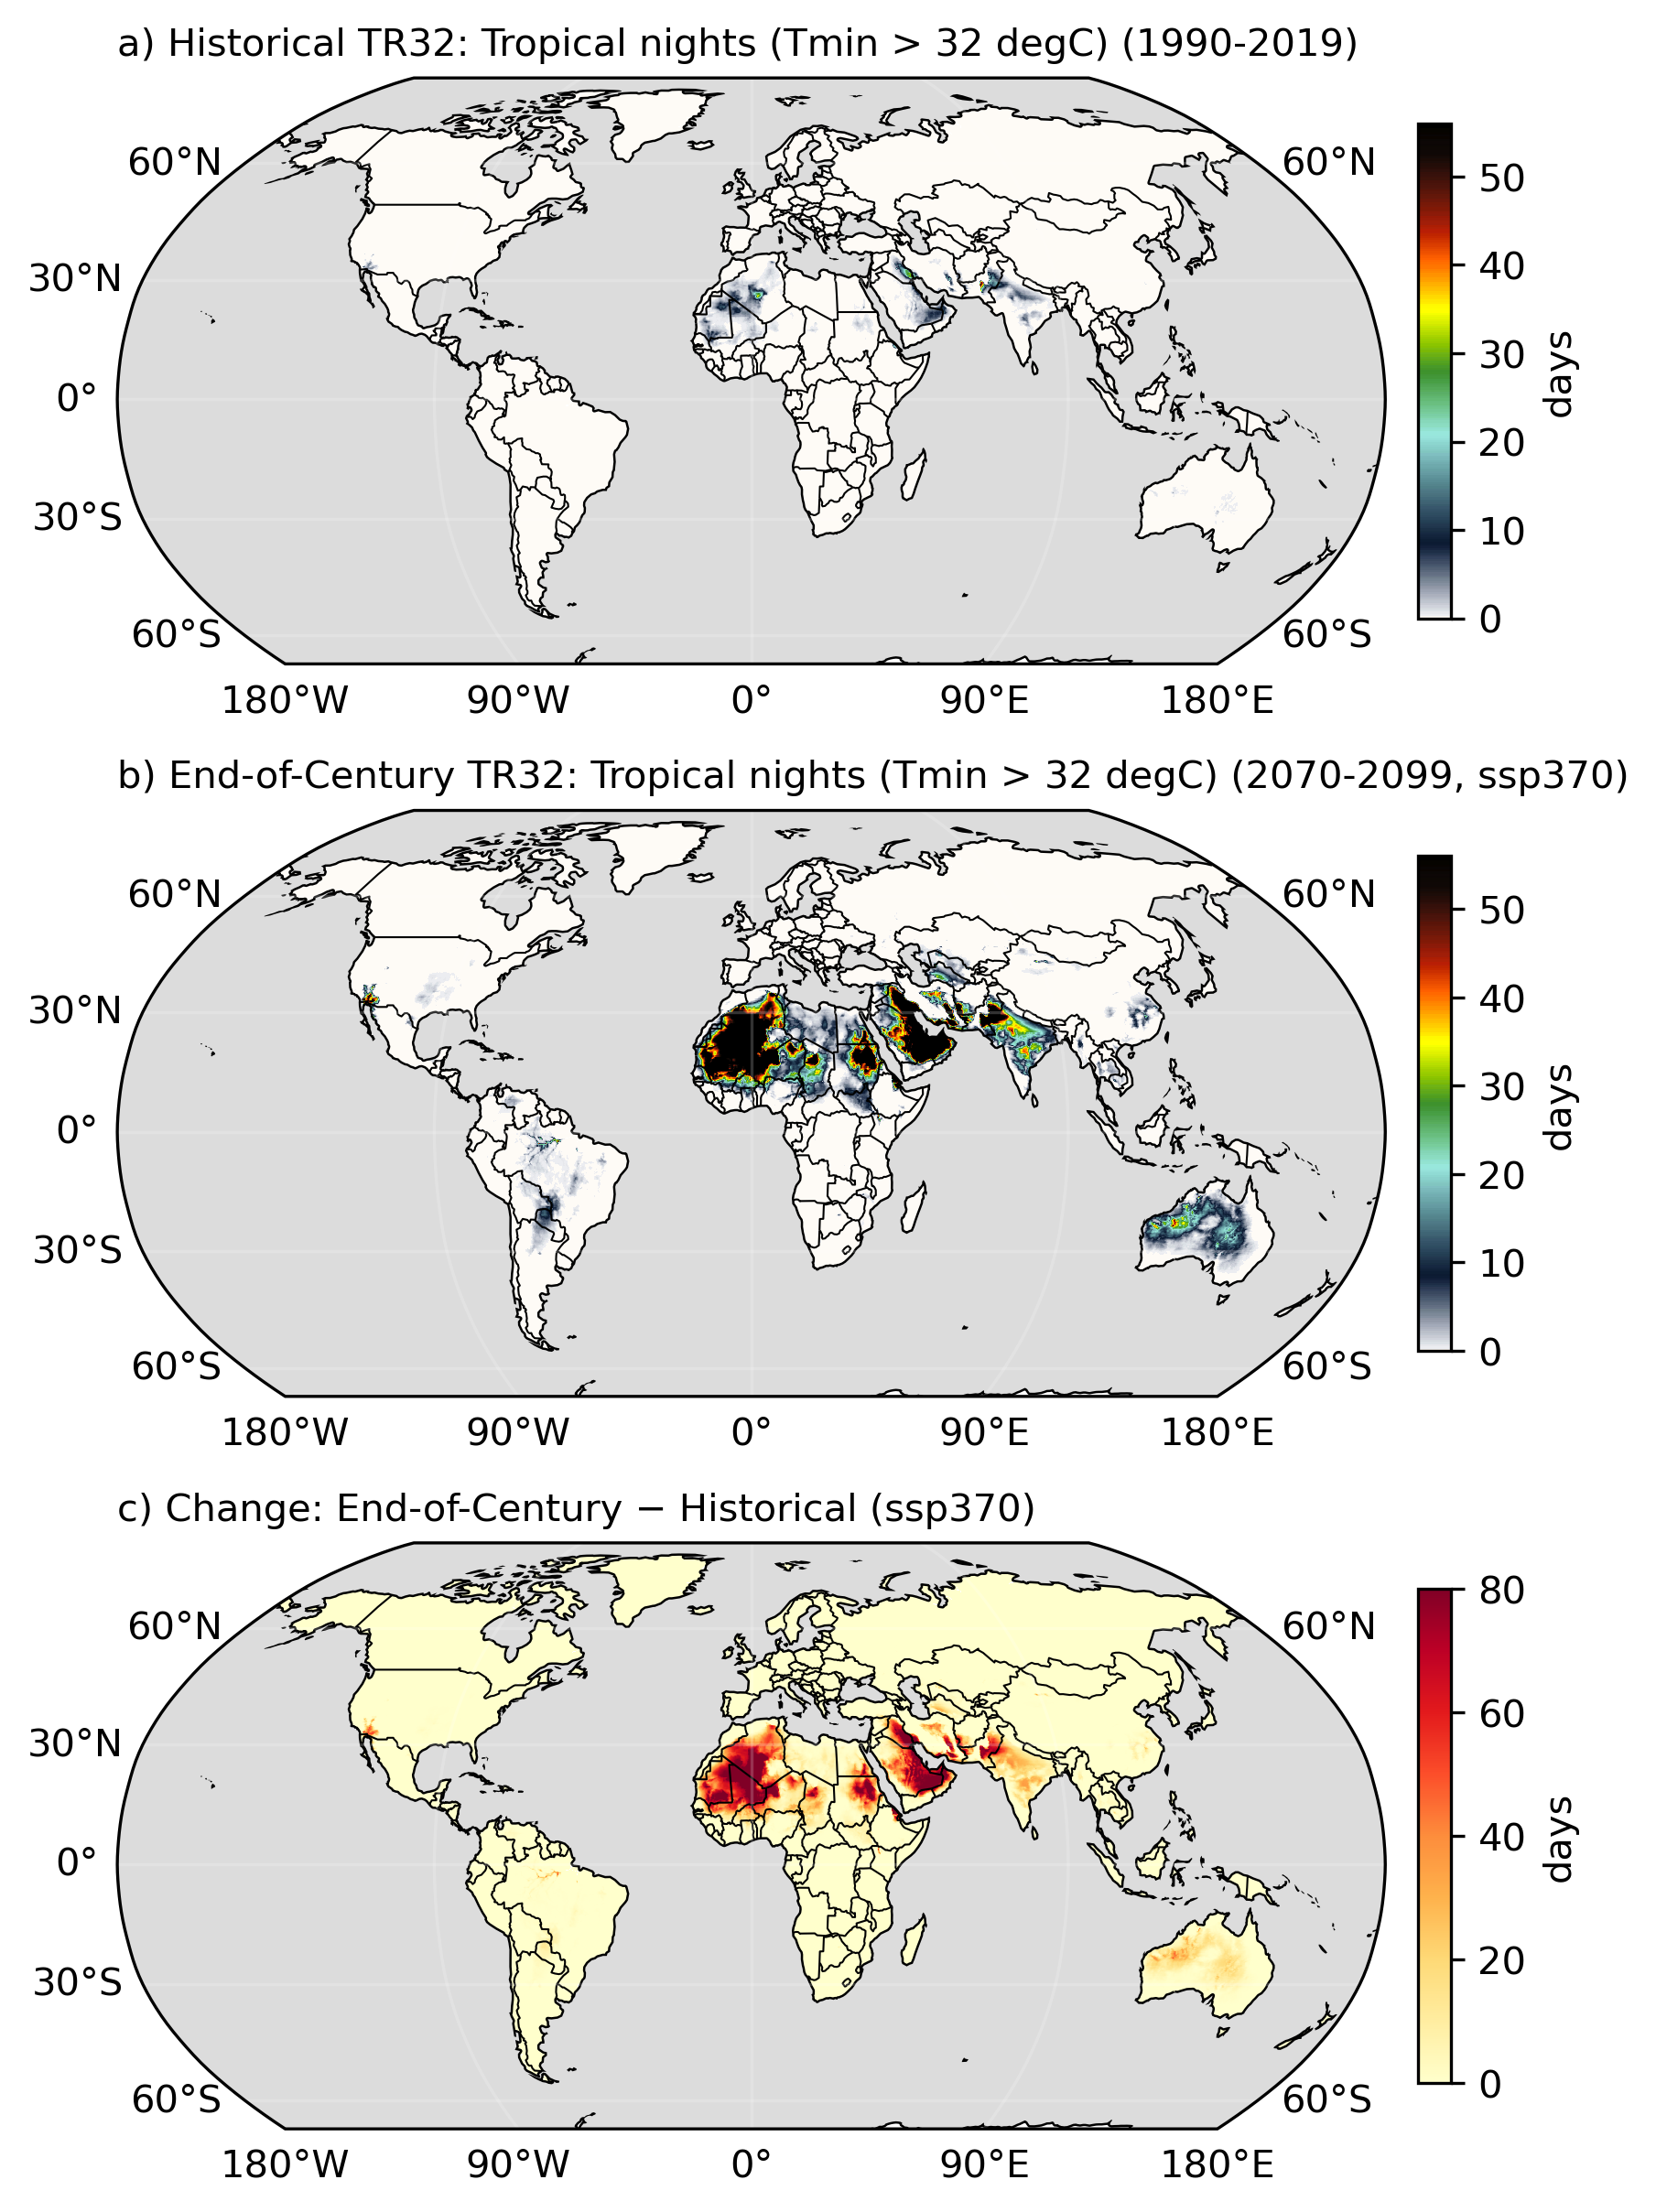 a) Historical TR32: Tropical nights (Tmin > 32 degC) (1990-2019)
60°N
60°N
30°N
0°
30°S
60°S
60°S
180°W
90°W
0°
90°E
180°E
50
40
30
20
10
0
days
b) End-of-Century TR32: Tropical nights (Tmin > 32 degC) (2070-2099, ssp370)
60°N
60°N
30°N
0°
30°S
60°S
60°S
180°W
90°W
0°
90°E
180°E
50
40
30
20
10
0
days
c) Change: End-of-Century − Historical (ssp370)
60°N
60°N
30°N
0°
30°S
60°S
60°S
180°W
90°W
0°
90°E
180°E
80
60
40
20
0
days